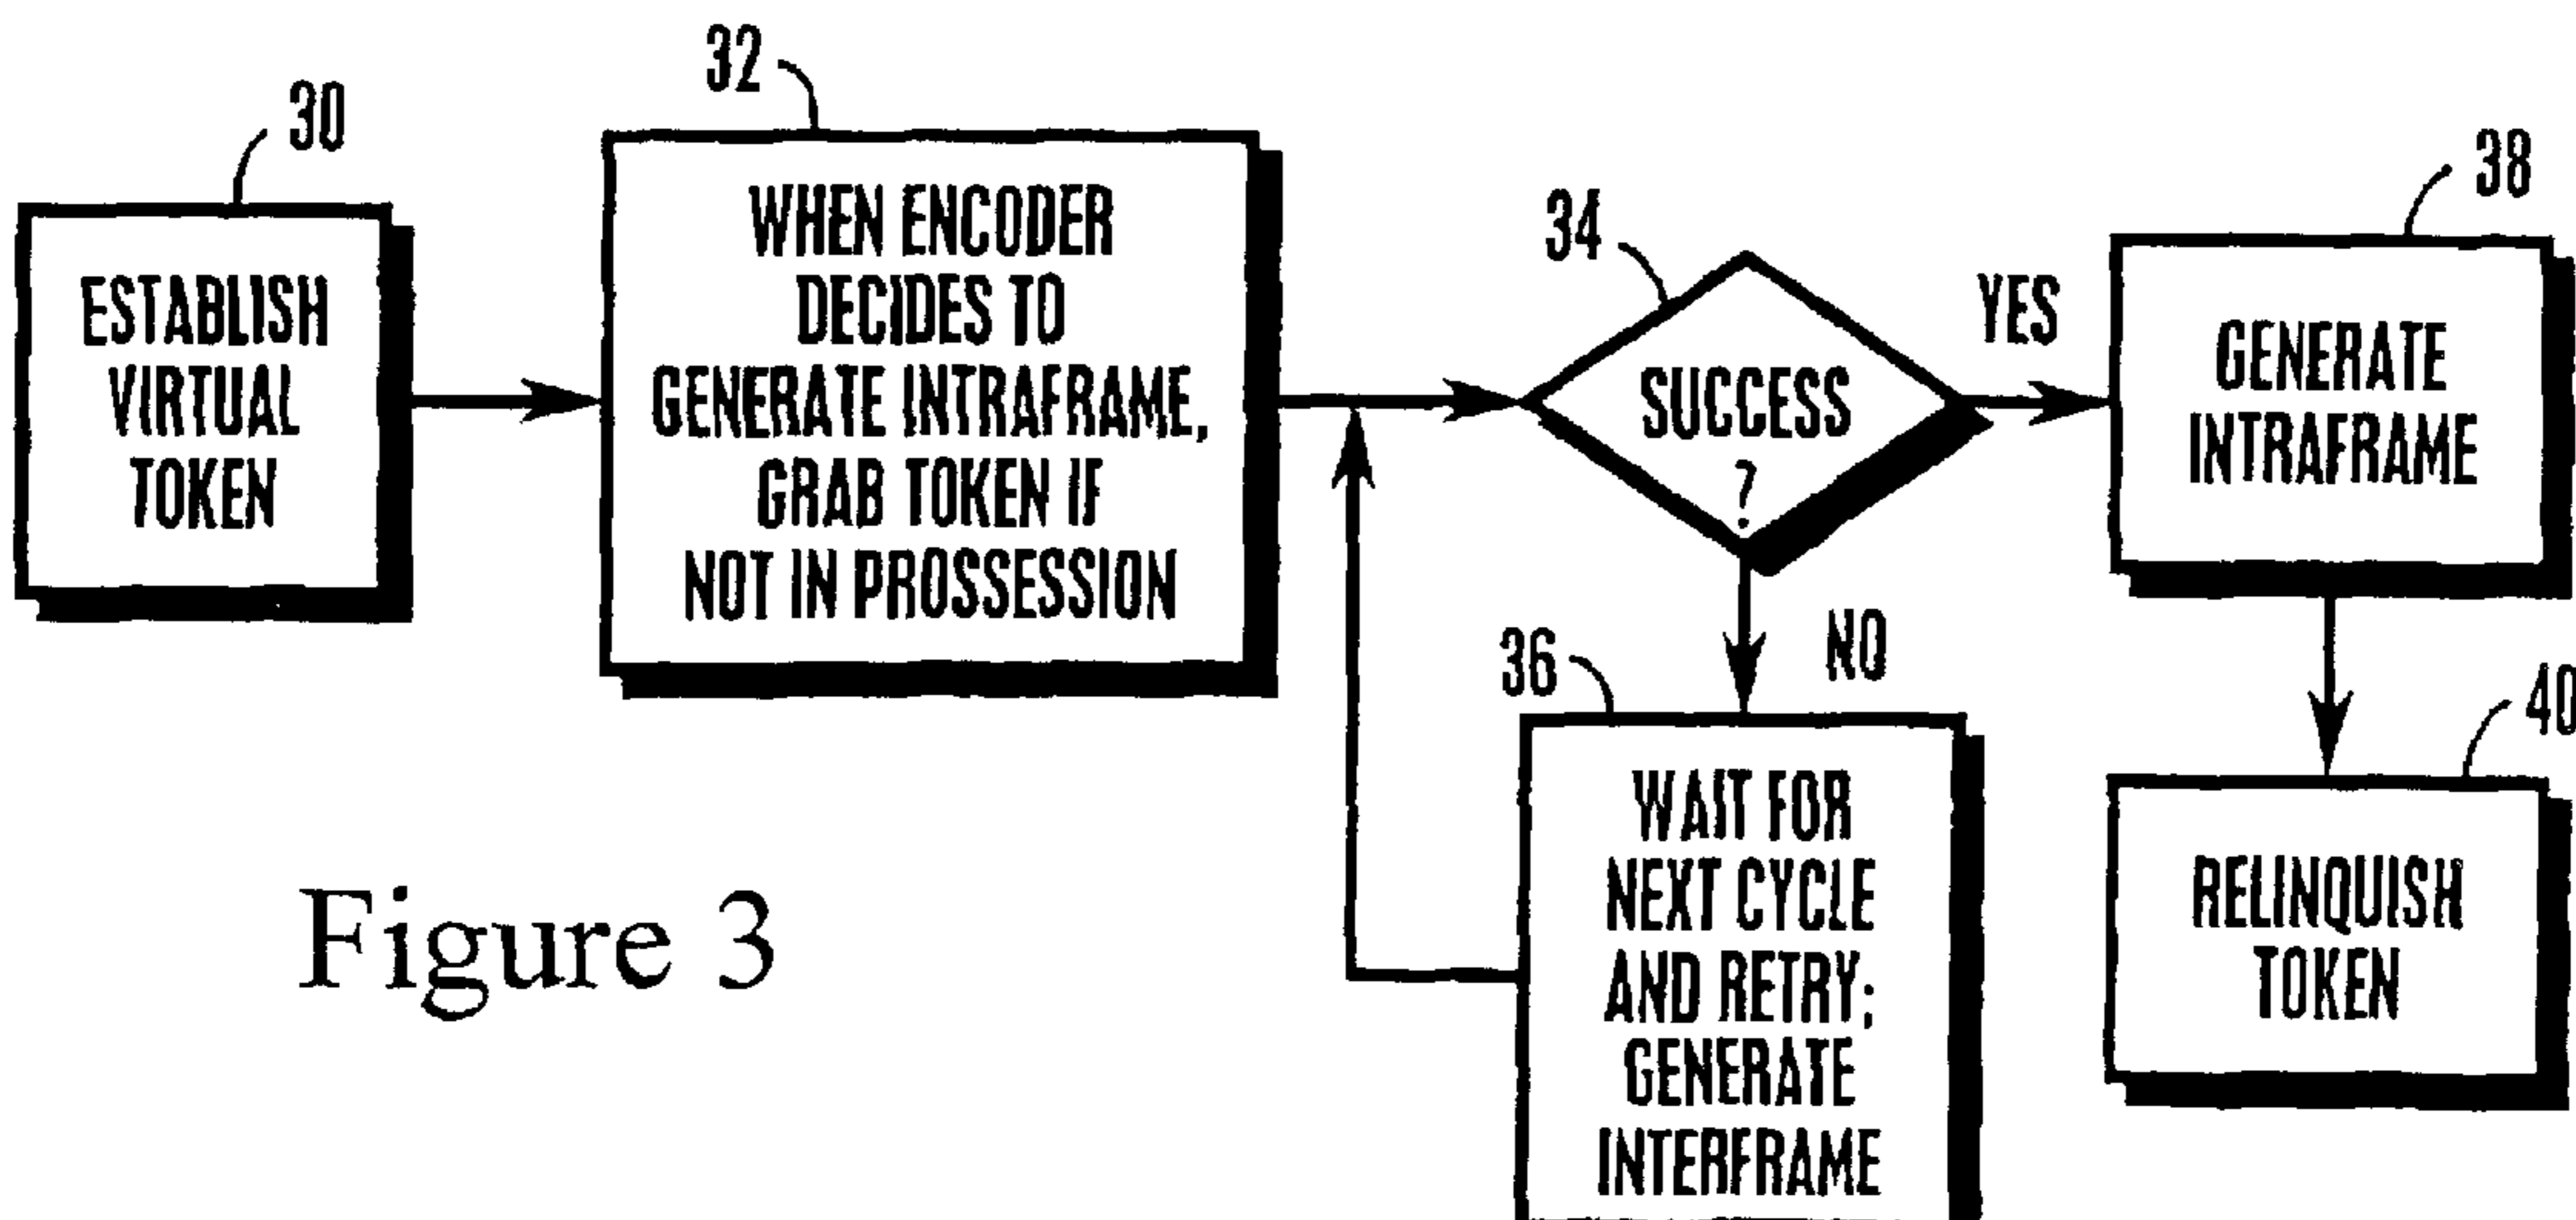 30
ESTABLISH
VIRTUAL
TOKEN
32
WHEN ENCODER
DECIDES TO
GENERATE INTRAFRAME,
GRAB TOKEN IF
NOT IN PROSSESSION
34
SUCCESS
?
YES
NO
36
WAIT FOR
NEXT CYCLE
AND RETRY;
GENERATE
INTERFRAME
38
GENERATE
INTRAFRAME
40
RELINQUISH
TOKEN
Figure 3